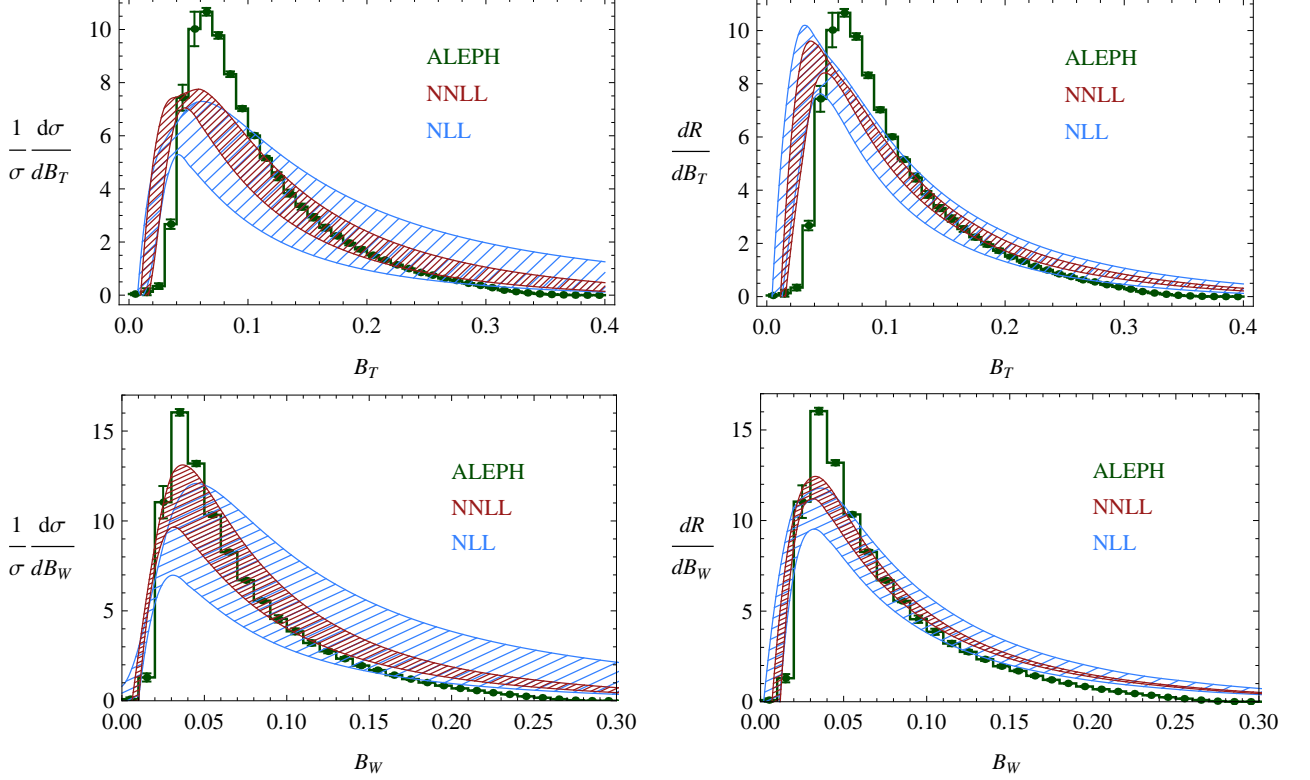 10
8
6
4
2
0
1/σ dσ/dB_T
ALEPH
NNLL
NLL
0.0 0.1 0.2 0.3 0.4
B_T
10
8
6
4
2
0
dR/dB_T
ALEPH
NNLL
NLL
0.0 0.1 0.2 0.3 0.4
B_T
15
10
5
0
1/σ dσ/dB_W
ALEPH
NNLL
NLL
0.00 0.05 0.10 0.15 0.20 0.25 0.30
B_W
15
10
5
0
dR/dB_W
ALEPH
NNLL
NLL
0.00 0.05 0.10 0.15 0.20 0.25 0.30
B_W